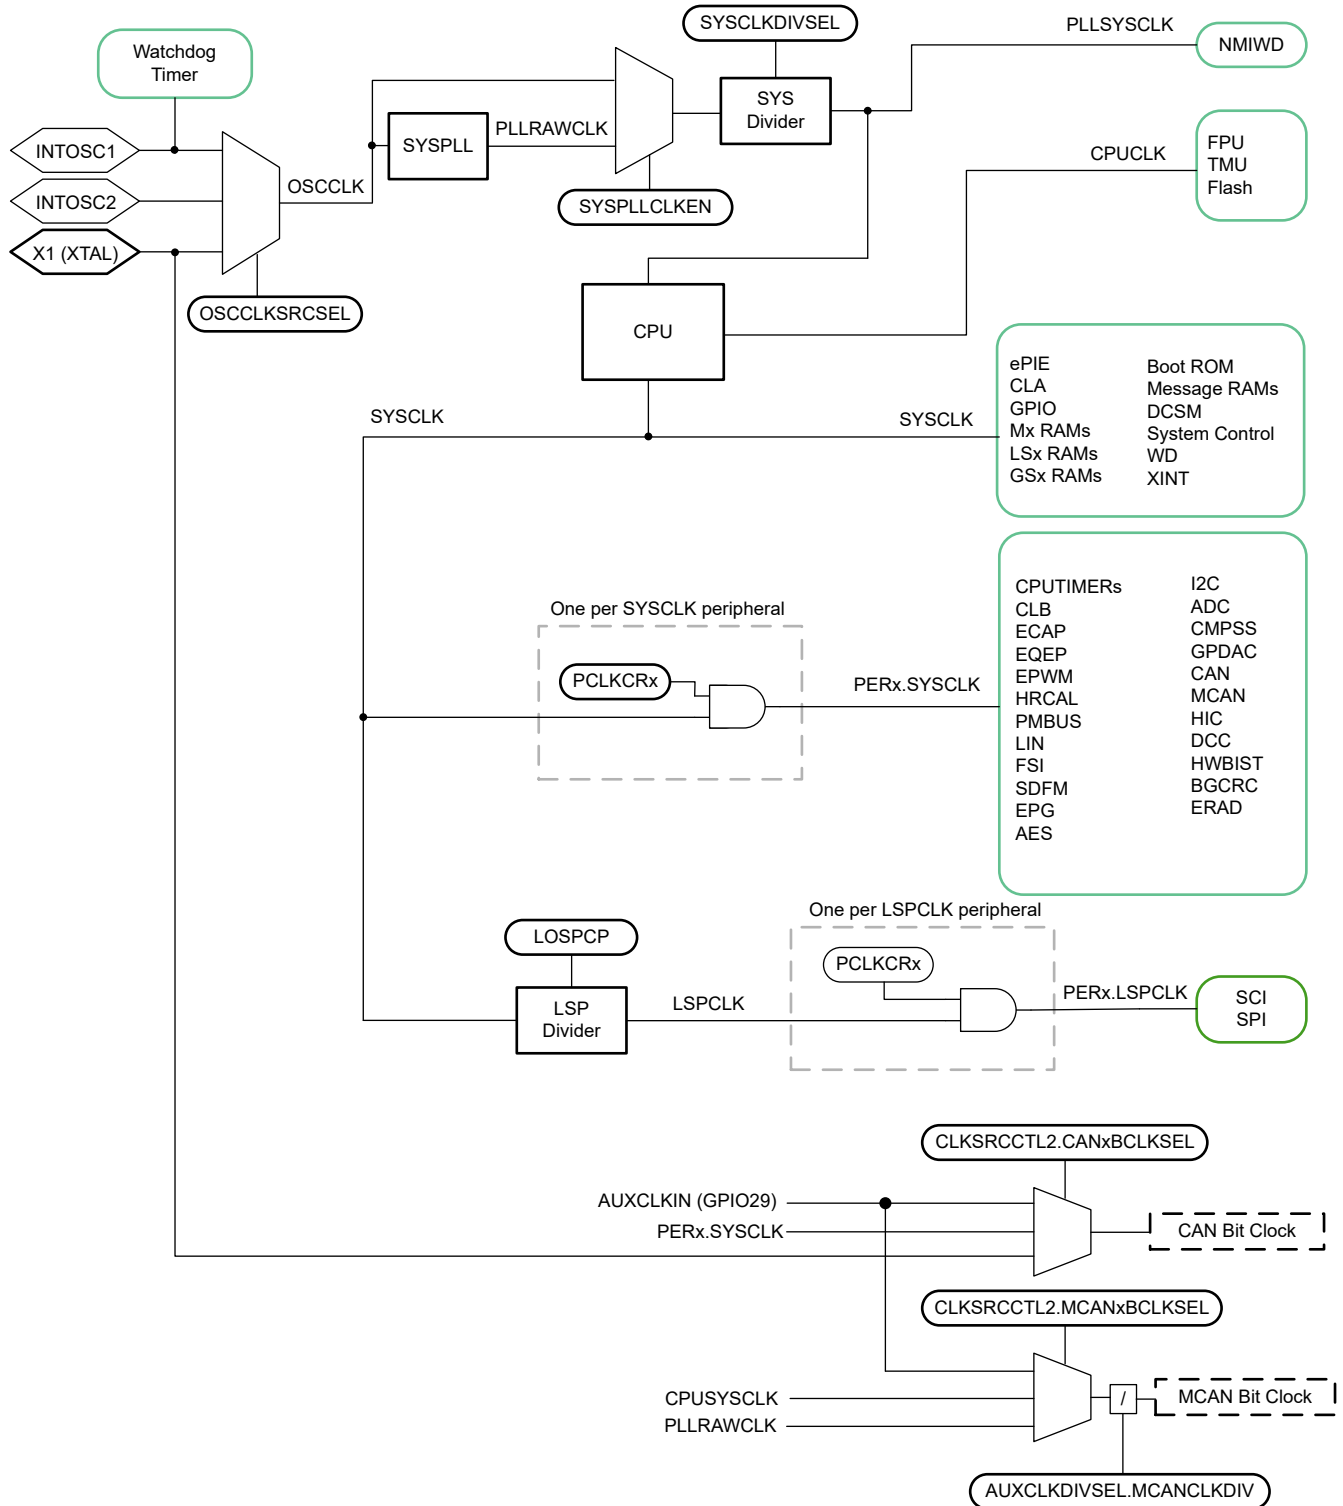 SYSCLKDIVSEL
PLLSYSCLK
NMIWD
Watchdog
Timer
SYS
Divider
PLLRAWCLK
SYSPLL
INTOSC1
OSCCLK
INTOSC2
SYSPLLCLKEN
X1 (XTAL)
OSCCLKSRCSEL
CPUCLK
FPU
TMU
Flash
CPU
SYSCLK
SYSCLK
ePIE
CLA
GPIO
Mx RAMs
LSx RAMs
GSx RAMs
Boot ROM
Message RAMs
DCSM
System Control
WD
XINT
One per SYSCLK peripheral
PCLKCRx
PERx.SYSCLK
CPUTIMERs
CLB
ECAP
EQEP
EPWM
HRCAL
PMBUS
LIN
FSI
SDFM
EPG
AES
I2C
ADC
CMPSS
GPDAC
CAN
MCAN
HIC
DCC
HWBIST
BGCRC
ERAD
One per LSPCLK peripheral
LOSPCP
PCLKCRx
LSP
Divider
LSPCLK
PERx.LSPCLK
SCI
SPI
CLKSRCCTL2.CANxBCLKSEL
AUXCLKIN (GPIO29)
PERx.SYSCLK
CAN Bit Clock
CLKSRCCTL2.MCANxBCLKSEL
CPUSYSCLK
PLLRAWCLK
/
MCAN Bit Clock
AUXCLKDIVSEL.MCANCLKDIV